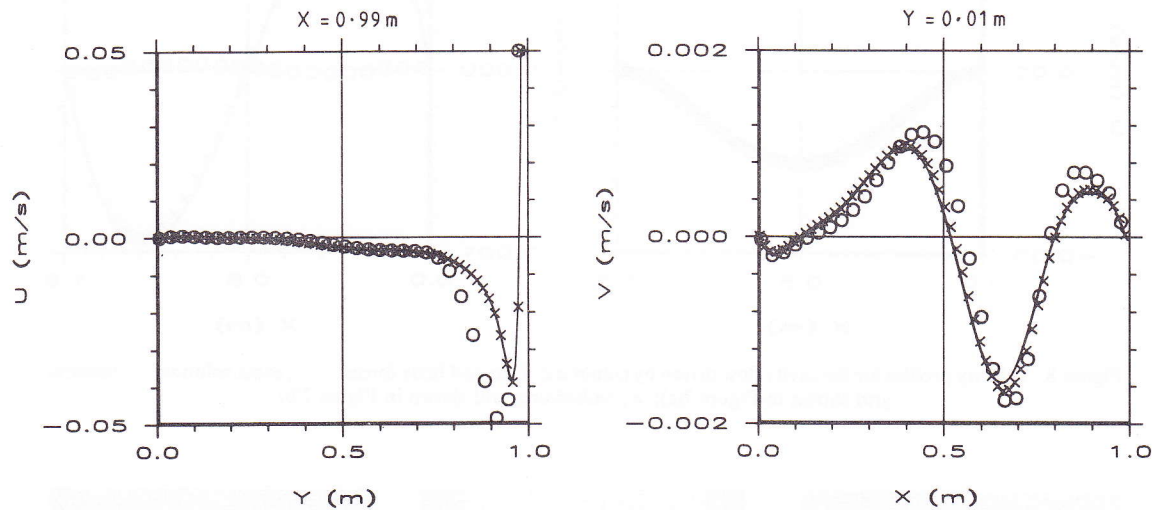 X = 0·99 m
0.05
0.00
-0.05
U (m/s)
0.0 0.5 1.0
Y (m)
Y = 0·01 m
0.002
0.000
-0.002
V (m/s)
0.0 0.5 1.0
X (m)